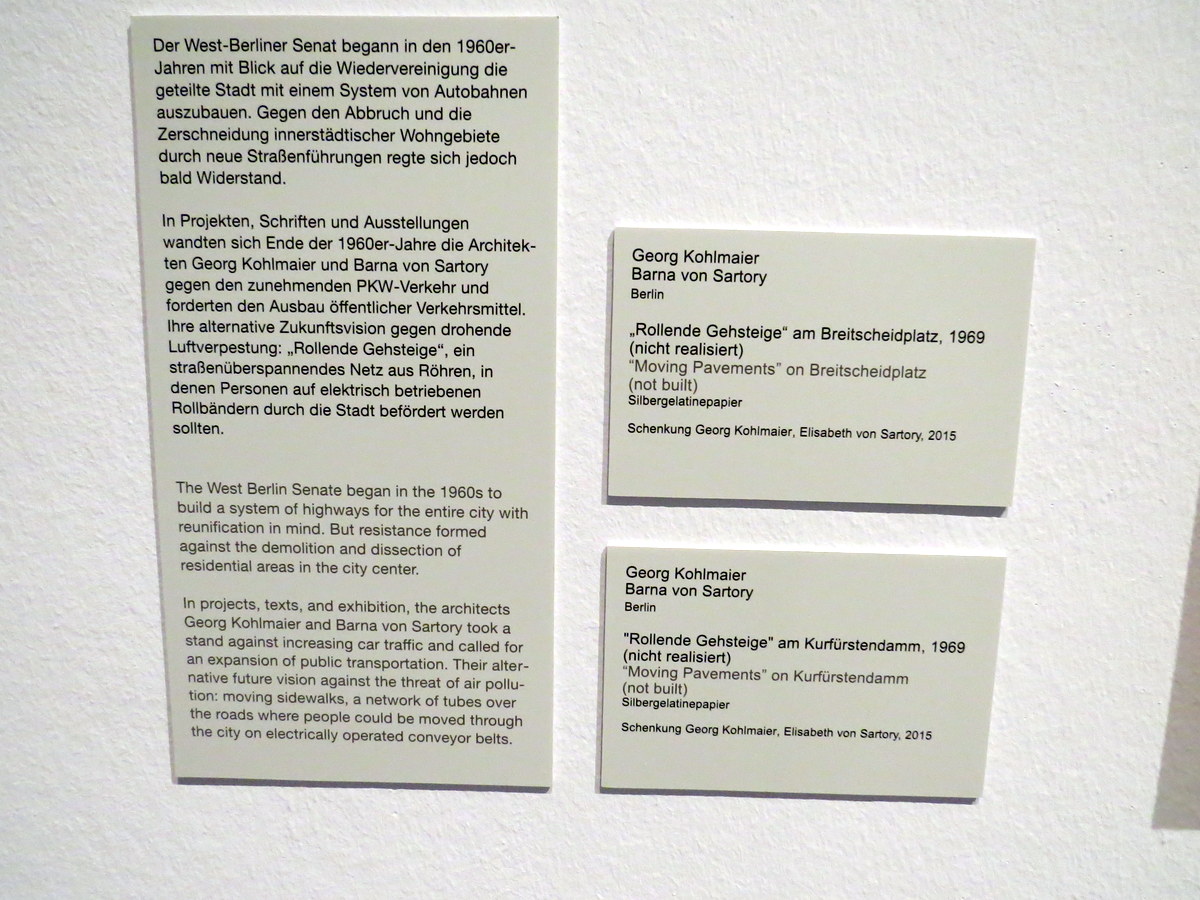 Der West-Berliner Senat begann in den 1960er-
Jahren mit Blick auf die Wiedervereinigung die
geteilte Stadt mit einem System von Autobahnen
auszubauen. Gegen den Abbruch und die
Zerschneidung innerstädtischer Wohngebiete
durch neue Straßenführungen regte sich jedoch
bald Widerstand.
In Projekten, Schriften und Ausstellungen
wandten sich Ende der 1960er-Jahre die Architek-
ten Georg Kohlmaier und Barna von Sartory
gegen den zunehmenden PKW-Verkehr und
forderten den Ausbau öffentlicher Verkehrsmittel.
Ihre alternative Zukunftsvision gegen drohende
Luftverpestung: „Rollende Gehsteige“, ein
straßenüberspannendes Netz aus Röhren, in
denen Personen auf elektrisch betriebenen
Rollbändern durch die Stadt befördert werden
sollten.
The West Berlin Senate began in the 1960s to
build a system of highways for the entire city with
reunification in mind. But resistance formed
against the demolition and dissection of
residential areas in the city center.
In projects, texts, and exhibition, the architects
Georg Kohlmaier and Barna von Sartory took a
stand against increasing car traffic and called for
an expansion of public transportation. Their alter-
native future vision against the threat of air pollu-
tion: moving sidewalks, a network of tubes over
the roads where people could be moved through
the city on electrically operated conveyor belts.
Georg Kohlmaier
Barna von Sartory
Berlin
„Rollende Gehsteige“ am Breitscheidplatz, 1969
(nicht realisiert)
“Moving Pavements” on Breitscheidplatz
(not built)
Silbergelatinepapier
Schenkung Georg Kohlmaier, Elisabeth von Sartory, 2015
Georg Kohlmaier
Barna von Sartory
Berlin
"Rollende Gehsteige" am Kurfürstendamm, 1969
(nicht realisiert)
“Moving Pavements” on Kurfürstendamm
(not built)
Silbergelatinepapier
Schenkung Georg Kohlmaier, Elisabeth von Sartory, 2015